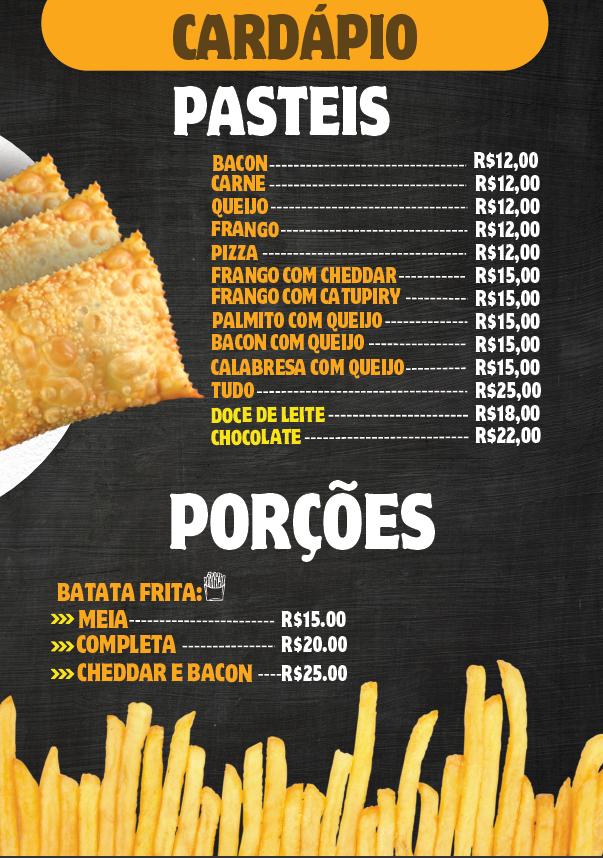 CARDÁPIO
PASTEIS
BACON--------------------------------- R$12,00
CARNE --------------------------------- R$12,00
QUEIJO--------------------------------- R$12,00
FRANGO------------------------------- R$12,00
PIZZA ---------------------------------- R$12,00
FRANGO COM CHEDDAR----------- R$15,00
FRANGO COM CATUPIRY ---------- R$15,00
PALMITO COM QUEIJO-------------- R$15,00
BACON COM QUEIJO ---------------- R$15,00
CALABRESA COM QUEIJO---------- R$15,00
TUDO----------------------------------- R$25,00
DOCE DE LEITE ----------------------- R$18,00
CHOCOLATE --------------------------- R$22,00
PORÇÕES
BATATA FRITA:
>>> MEIA------------------------ R$15.00
>>> COMPLETA --------------- R$20.00
>>> CHEDDAR E BACON ----R$25.00